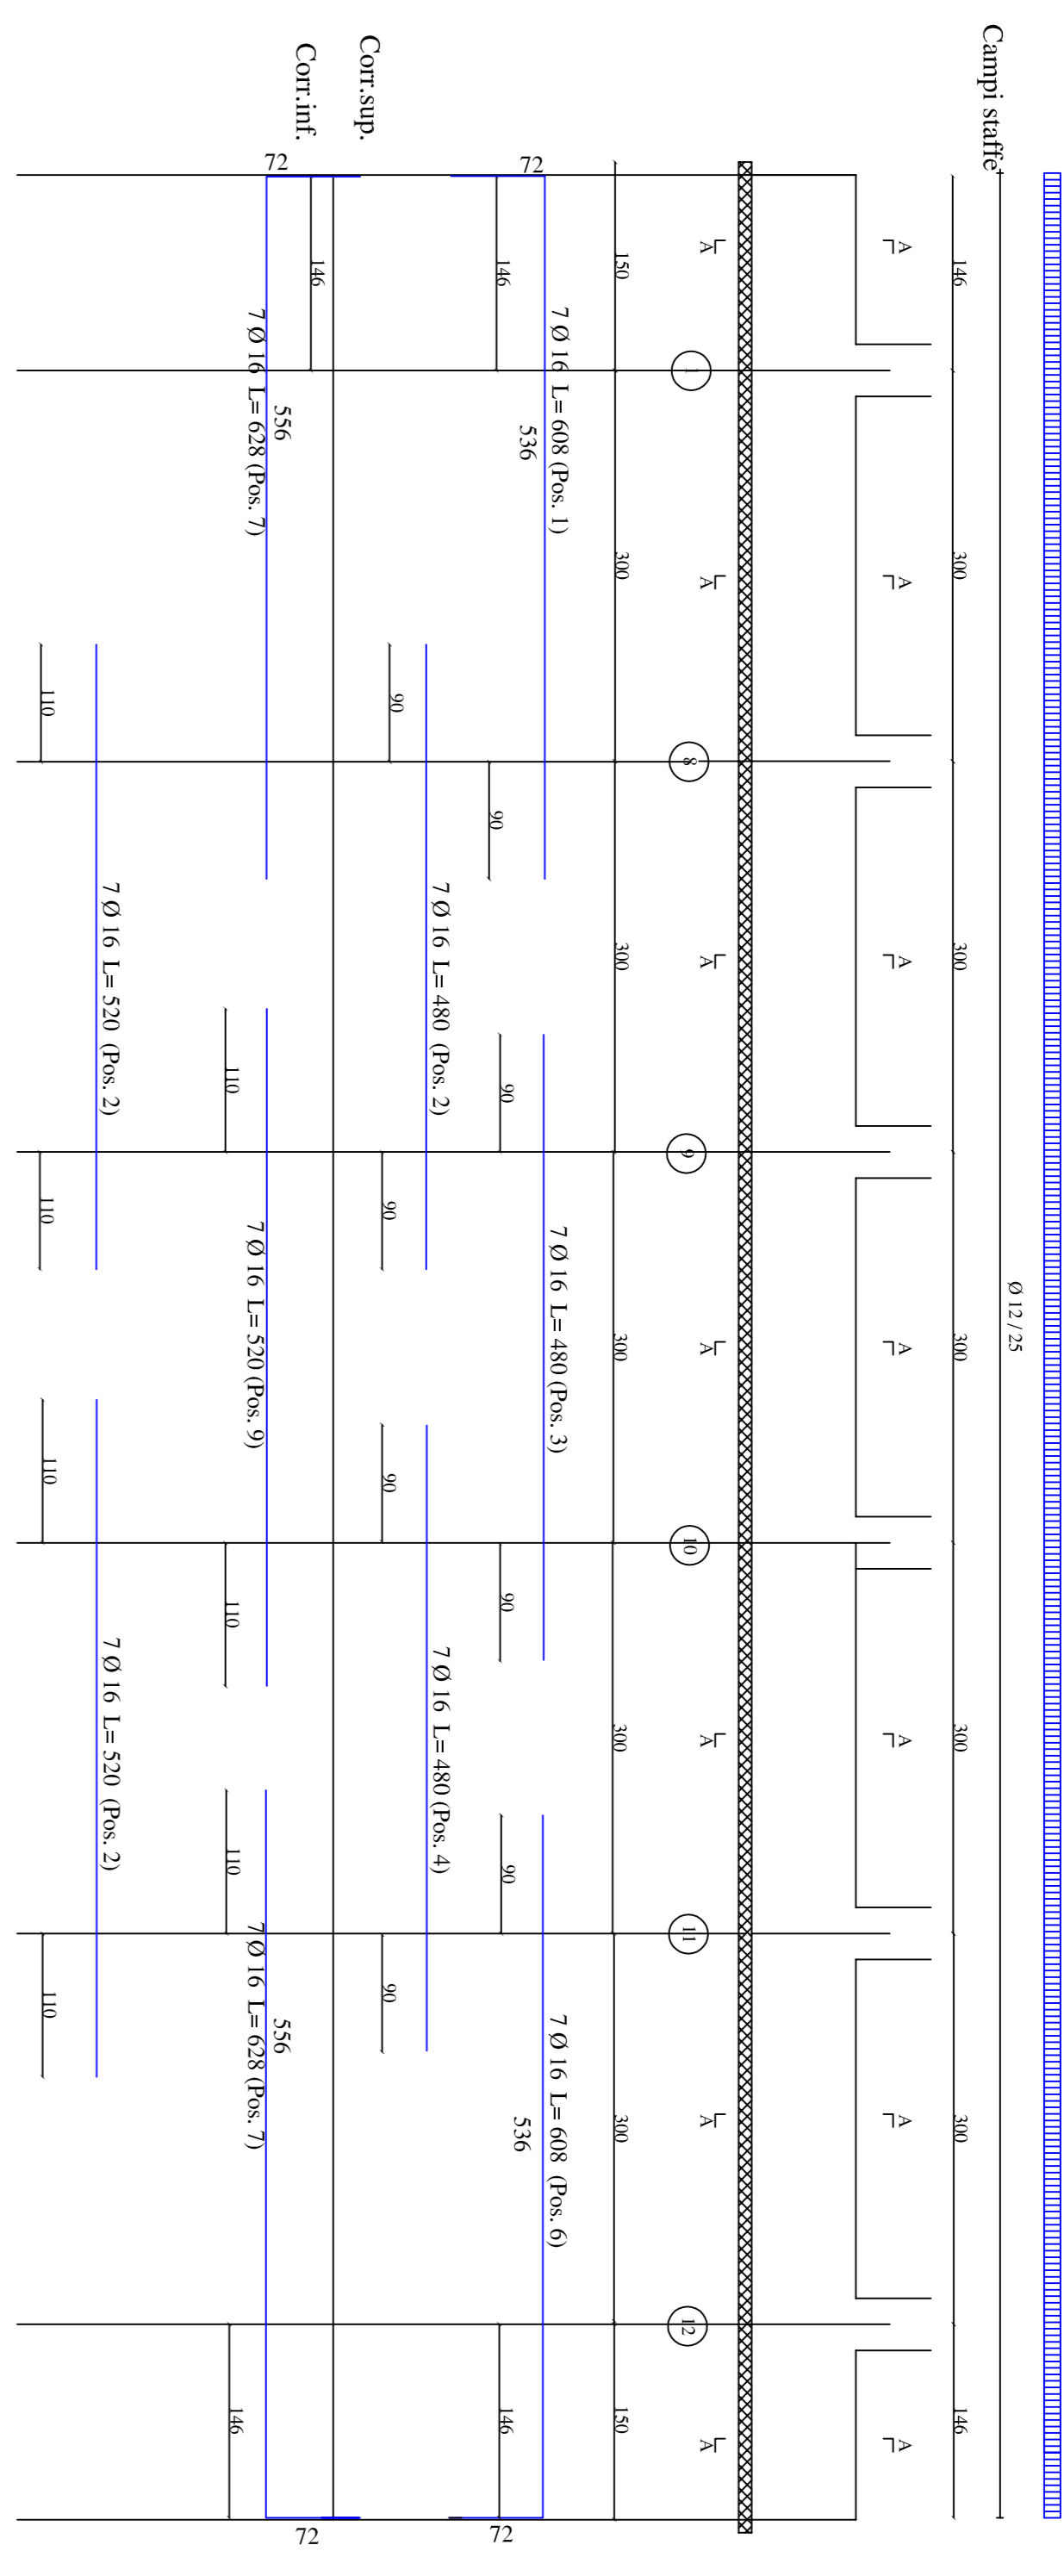 Ø 12 / 25
Campi staffe
146 300 300 300 300 300 146
A A A A A A A
A A A A A A A
1 8 9 10 11 12
150 300 300 300 300 300 150
7 Ø 16 L= 608 (Pos. 1)
7 Ø 16 L= 480 (Pos. 3)
7 Ø 16 L= 608 (Pos. 6)
72 536 536 72
146 90 90 90 90 146
7 Ø 16 L= 480 (Pos. 2)
7 Ø 16 L= 480 (Pos. 4)
90 90 90 90
Corr.sup.
Corr.inf.
146
72 556 556 72
7 Ø 16 L= 628 (Pos. 7)
7 Ø 16 L= 520 (Pos. 9)
7 Ø 16 L= 628 (Pos. 7)
110 110 110 146
7 Ø 16 L= 520 (Pos. 2)
7 Ø 16 L= 520 (Pos. 2)
110 110 110 110